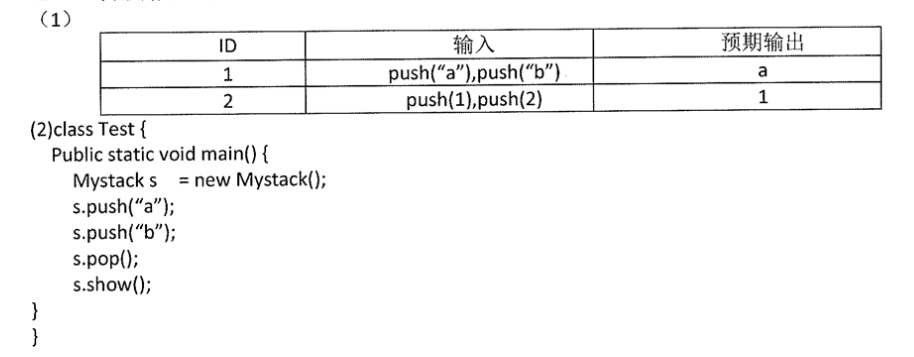 （1）
ID 输入 预期输出
1 push(“a”),push(“b”) a
2 push(1),push(2) 1
(2)class Test {
Public static void main() {
Mystack s = new Mystack();
s.push(“a”);
s.push(“b”);
s.pop();
s.show();
}
}